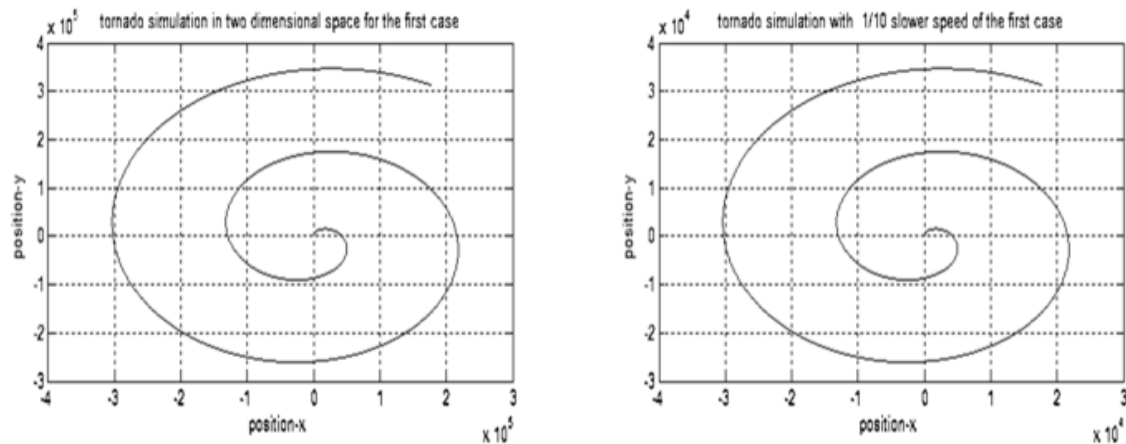 tornado simulation in two dimensional space for the first case
x 10^5
4
3
2
1
0
-1
-2
-3
position-y
-4 -3 -2 -1 0 1 2 3
position-x
x 10^5
tornado simulation with 1/10 slower speed of the first case
x 10^4
4
3
2
1
0
-1
-2
-3
position-y
-4 -3 -2 -1 0 1 2 3
position-x
x 10^4